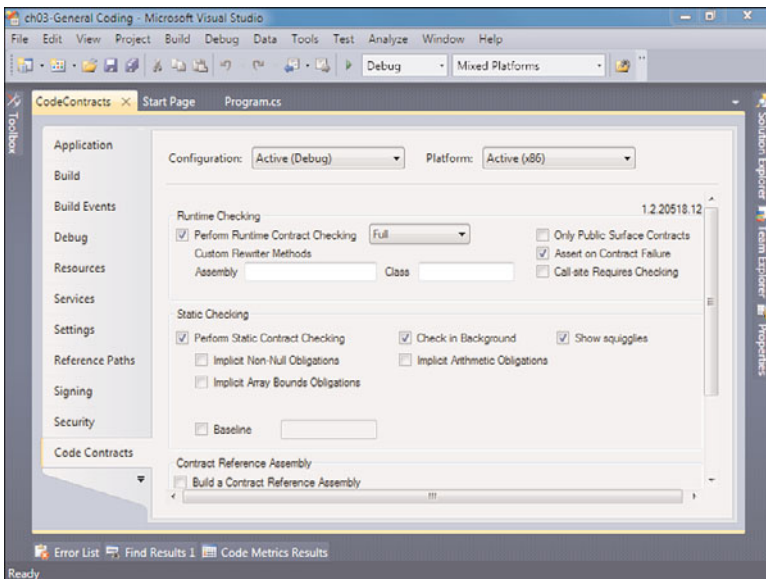 ch03-General Coding - Microsoft Visual Studio
File Edit View Project Build Debug Data Tools Test Analyze Window Help
Debug Mixed Platforms
CodeContracts Start Page Program.cs
Toolbox
Solution Explorer
Team Explorer
Properties
Application
Build
Build Events
Debug
Resources
Services
Settings
Reference Paths
Signing
Security
Code Contracts
Configuration: Active (Debug) Platform: Active (x86)
1.2.20518.12
Runtime Checking
Perform Runtime Contract Checking Full Only Public Surface Contracts
Custom Rewriter Methods Assert on Contract Failure
Assembly Class Call-site Requires Checking
Static Checking
Perform Static Contract Checking Check in Background Show squigglies
Implicit Non-Null Obligations Implicit Arithmetic Obligations
Implicit Array Bounds Obligations
Baseline
Contract Reference Assembly
Build a Contract Reference Assembly
Error List Find Results 1 Code Metrics Results
Ready